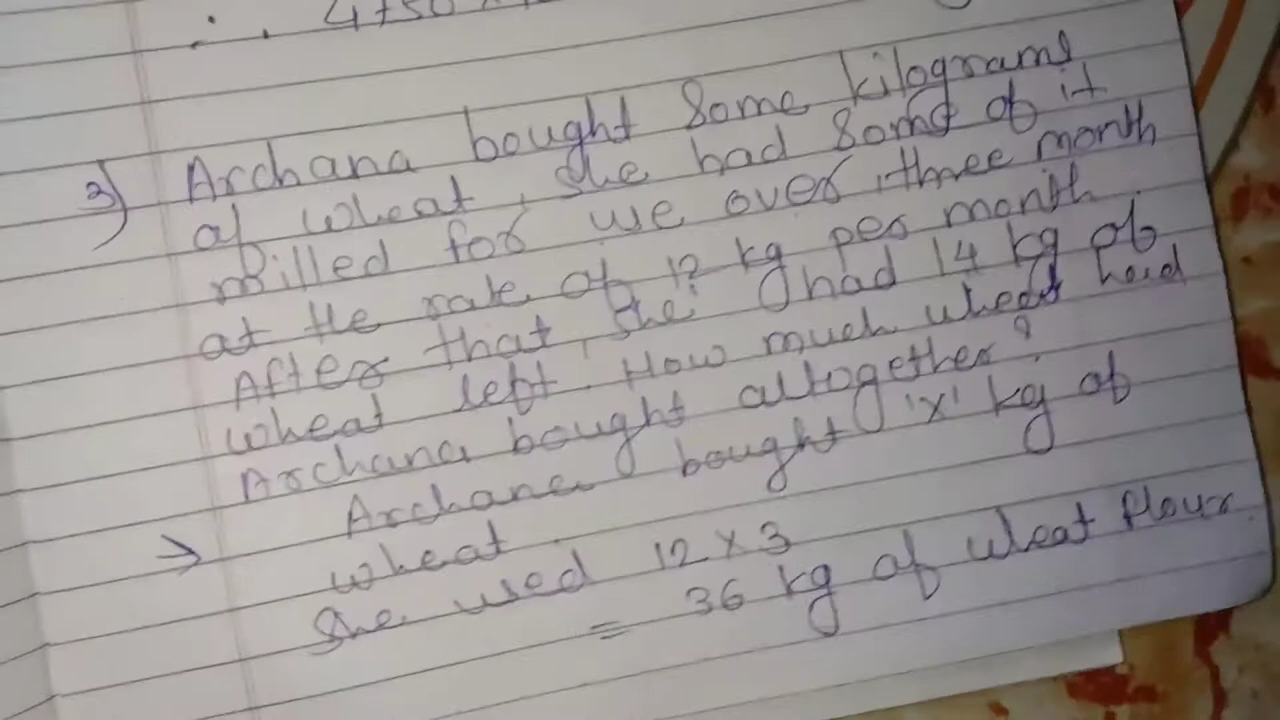 3) Archana bought Some kilograms
of wheat, She had Some of it
milled for use over three month
at the rate of 12 kg per month
After that, she had 14 kg of
wheat left. How much wheat had
Archana bought altogether?
→ Archana bought 'x' kg of
wheat.
She used 12 x 3
= 36 kg of wheat flour.